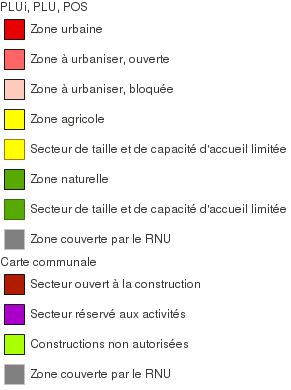 PLUi, PLU, POS
Zone urbaine
Zone à urbaniser, ouverte
Zone à urbaniser, bloquée
Zone agricole
Secteur de taille et de capacité d'accueil limitée
Zone naturelle
Secteur de taille et de capacité d'accueil limitée
Zone couverte par le RNU
Carte communale
Secteur ouvert à la construction
Secteur réservé aux activités
Constructions non autorisées
Zone couverte par le RNU